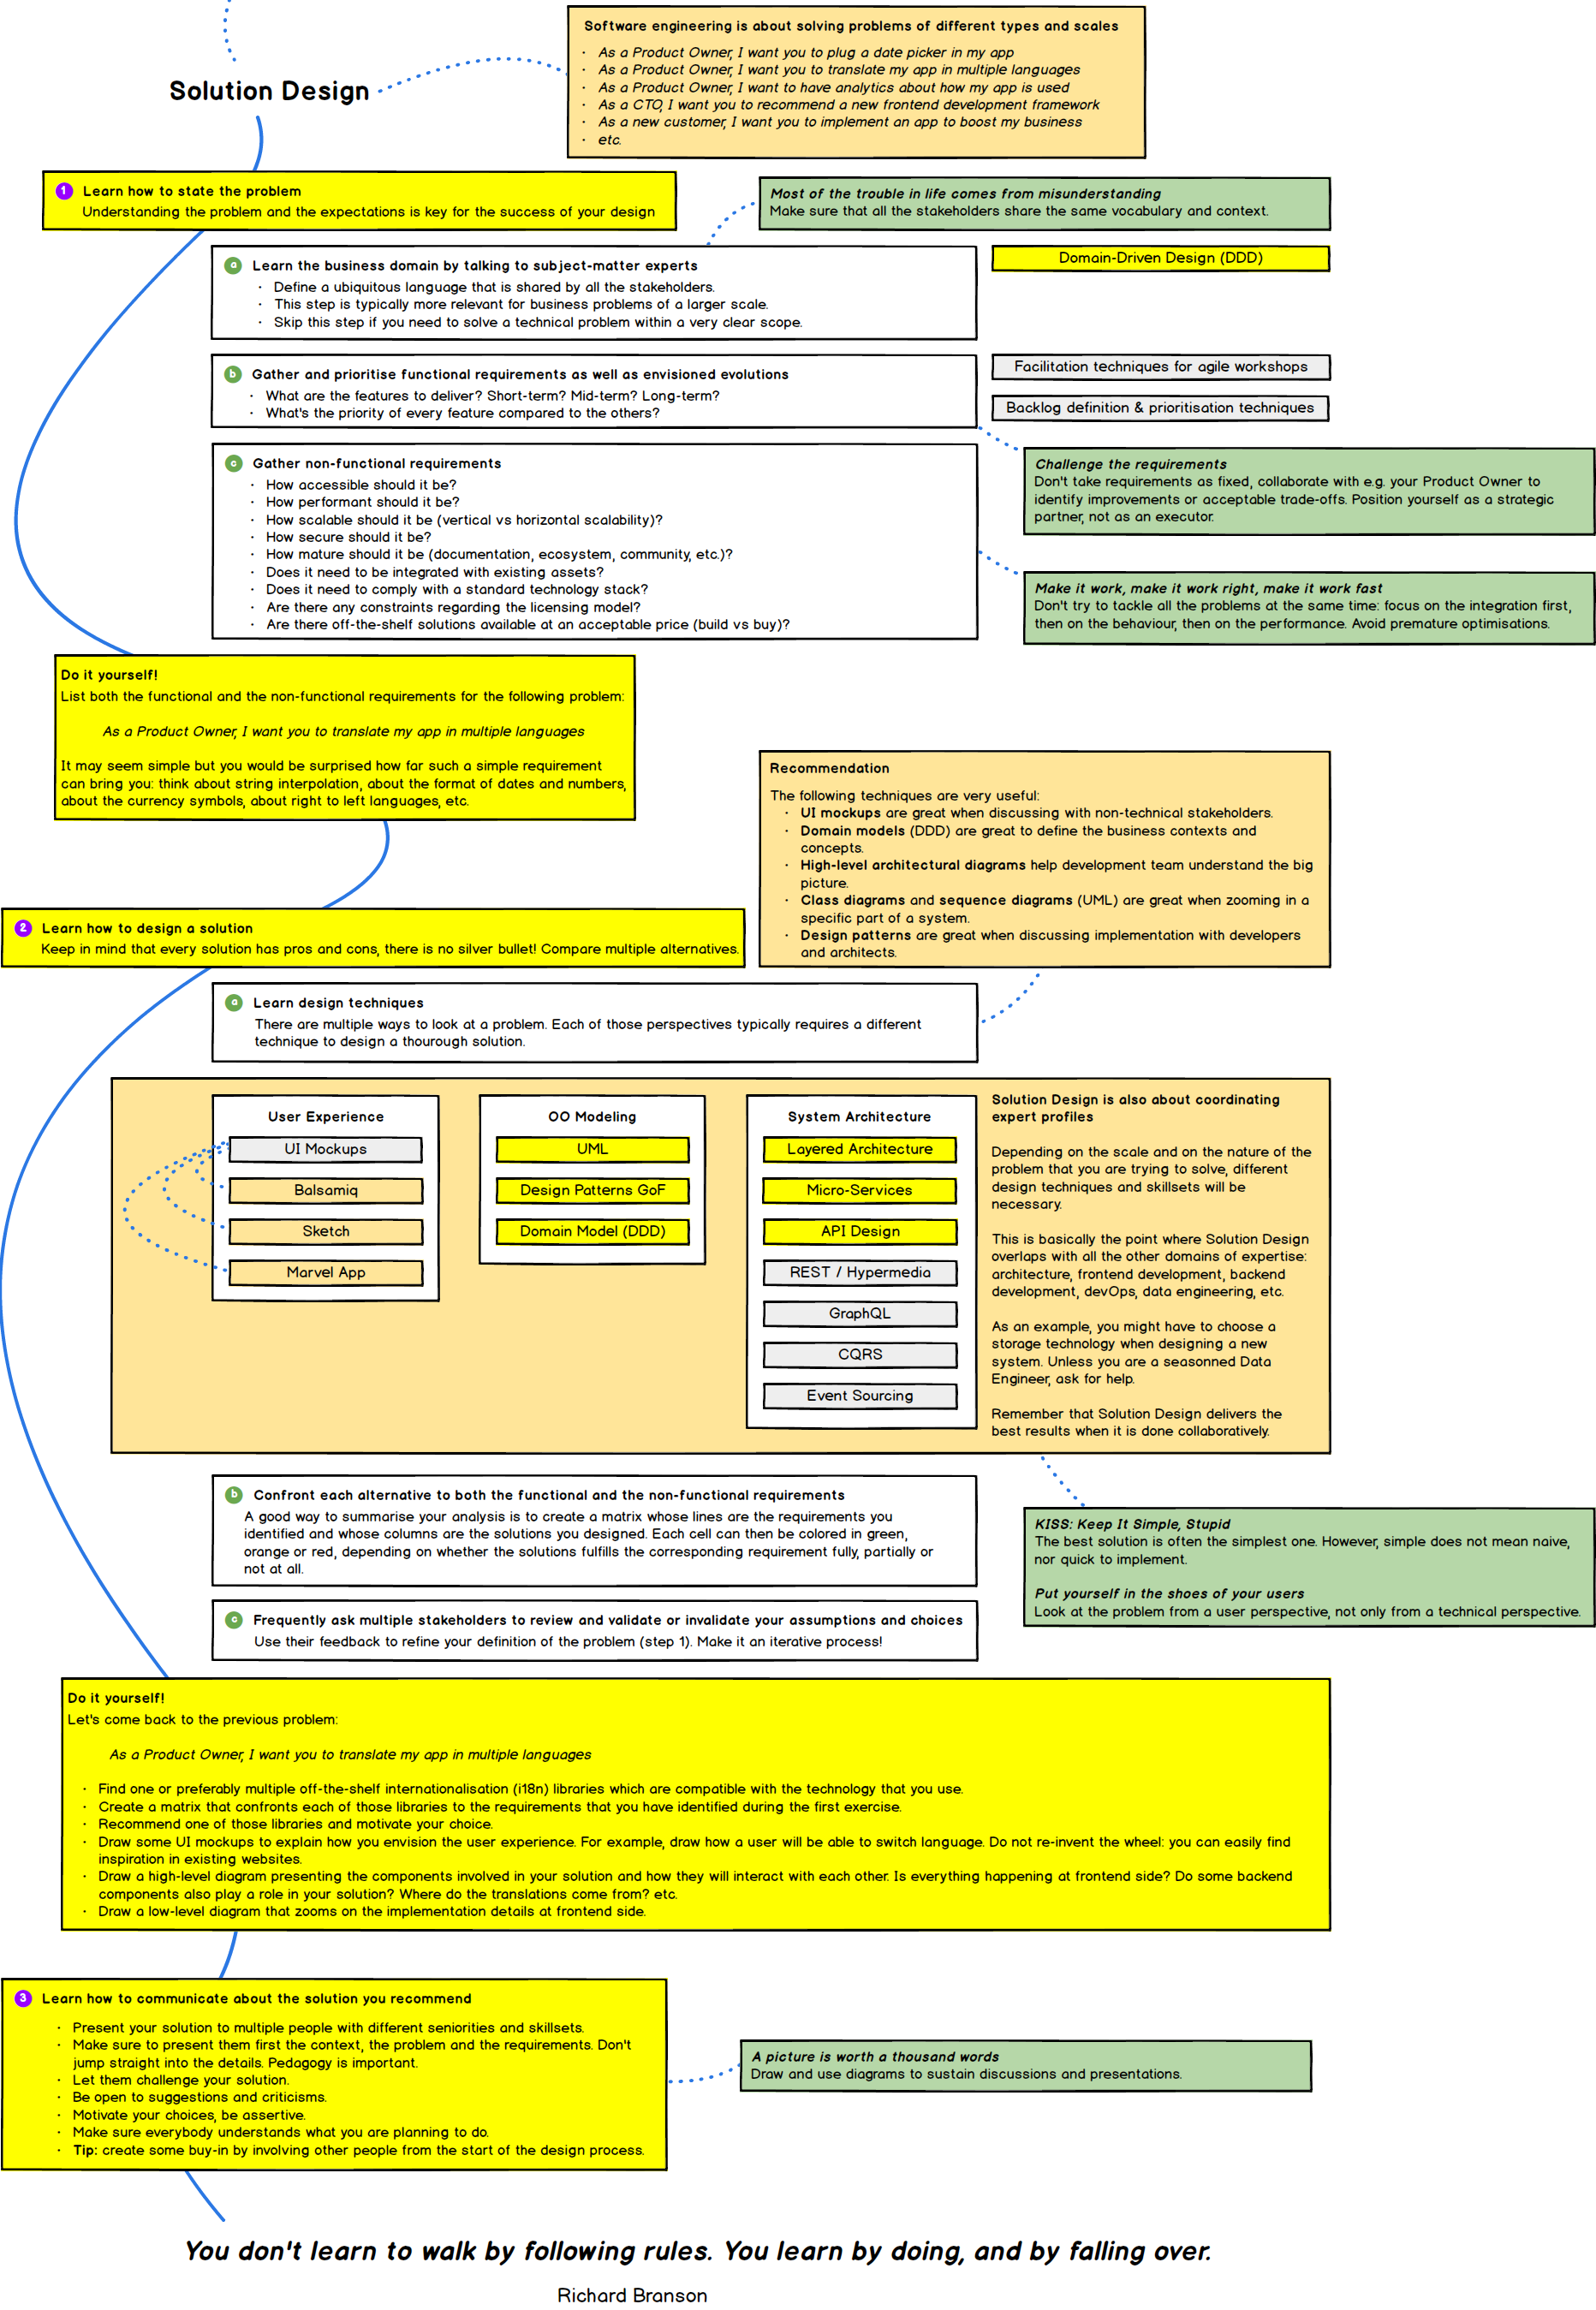 Software engineering is about solving problems of different types and scales
· As a Product Owner, I want you to plug a date picker in my app
· As a Product Owner, I want you to translate my app in multiple languages
· As a Product Owner, I want to have analytics about how my app is used
· As a CTO, I want you to recommend a new frontend development framework
· As a new customer, I want you to implement an app to boost my business
· etc.
Solution Design
1 Learn how to state the problem
Understanding the problem and the expectations is key for the success of your design
Most of the trouble in life comes from misunderstanding
Make sure that all the stakeholders share the same vocabulary and context.
a Learn the business domain by talking to subject-matter experts
· Define a ubiquitous language that is shared by all the stakeholders.
· This step is typically more relevant for business problems of a larger scale.
· Skip this step if you need to solve a technical problem within a very clear scope.
Domain-Driven Design (DDD)
b Gather and prioritise functional requirements as well as envisioned evolutions
· What are the features to deliver? Short-term? Mid-term? Long-term?
· What's the priority of every feature compared to the others?
Facilitation techniques for agile workshops
Backlog definition & prioritisation techniques
c Gather non-functional requirements
· How accessible should it be?
· How performant should it be?
· How scalable should it be (vertical vs horizontal scalability)?
· How secure should it be?
· How mature should it be (documentation, ecosystem, community, etc.)?
· Does it need to be integrated with existing assets?
· Does it need to comply with a standard technology stack?
· Are there any constraints regarding the licensing model?
· Are there off-the-shelf solutions available at an acceptable price (build vs buy)?
Challenge the requirements
Don't take requirements as fixed, collaborate with e.g. your Product Owner to
identify improvements or acceptable trade-offs. Position yourself as a strategic
partner, not as an executor.
Make it work, make it work right, make it work fast
Don't try to tackle all the problems at the same time: focus on the integration first,
then on the behaviour, then on the performance. Avoid premature optimisations.
Do it yourself!
List both the functional and the non-functional requirements for the following problem:
As a Product Owner, I want you to translate my app in multiple languages
It may seem simple but you would be surprised how far such a simple requirement
can bring you: think about string interpolation, about the format of dates and numbers,
about the currency symbols, about right to left languages, etc.
Recommendation
The following techniques are very useful:
· UI mockups are great when discussing with non-technical stakeholders.
· Domain models (DDD) are great to define the business contexts and
concepts.
· High-level architectural diagrams help development team understand the big
picture.
· Class diagrams and sequence diagrams (UML) are great when zooming in a
specific part of a system.
· Design patterns are great when discussing implementation with developers
and architects.
2 Learn how to design a solution
Keep in mind that every solution has pros and cons, there is no silver bullet! Compare multiple alternatives.
a Learn design techniques
There are multiple ways to look at a problem. Each of those perspectives typically requires a different
technique to design a thourough solution.
User Experience
UI Mockups
Balsamiq
Sketch
Marvel App
OO Modeling
UML
Design Patterns GoF
Domain Model (DDD)
System Architecture
Layered Architecture
Micro-Services
API Design
REST / Hypermedia
GraphQL
CQRS
Event Sourcing
Solution Design is also about coordinating
expert profiles
Depending on the scale and on the nature of the
problem that you are trying to solve, different
design techniques and skillsets will be
necessary.
This is basically the point where Solution Design
overlaps with all the other domains of expertise:
architecture, frontend development, backend
development, devOps, data engineering, etc.
As an example, you might have to choose a
storage technology when designing a new
system. Unless you are a seasonned Data
Engineer, ask for help.
Remember that Solution Design delivers the
best results when it is done collaboratively.
b Confront each alternative to both the functional and the non-functional requirements
A good way to summarise your analysis is to create a matrix whose lines are the requirements you
identified and whose columns are the solutions you designed. Each cell can then be colored in green,
orange or red, depending on whether the solutions fulfills the corresponding requirement fully, partially or
not at all.
KISS: Keep It Simple, Stupid
The best solution is often the simplest one. However, simple does not mean naive,
nor quick to implement.
Put yourself in the shoes of your users
Look at the problem from a user perspective, not only from a technical perspective.
c Frequently ask multiple stakeholders to review and validate or invalidate your assumptions and choices
Use their feedback to refine your definition of the problem (step 1). Make it an iterative process!
Do it yourself!
Let's come back to the previous problem:
As a Product Owner, I want you to translate my app in multiple languages
· Find one or preferably multiple off-the-shelf internationalisation (i18n) libraries which are compatible with the technology that you use.
· Create a matrix that confronts each of those libraries to the requirements that you have identified during the first exercise.
· Recommend one of those libraries and motivate your choice.
· Draw some UI mockups to explain how you envision the user experience. For example, draw how a user will be able to switch language. Do not re-invent the wheel: you can easily find
inspiration in existing websites.
· Draw a high-level diagram presenting the components involved in your solution and how they will interact with each other. Is everything happening at frontend side? Do some backend
components also play a role in your solution? Where do the translations come from? etc.
· Draw a low-level diagram that zooms on the implementation details at frontend side.
3 Learn how to communicate about the solution you recommend
· Present your solution to multiple people with different seniorities and skillsets.
· Make sure to present them first the context, the problem and the requirements. Don't
jump straight into the details. Pedagogy is important.
· Let them challenge your solution.
· Be open to suggestions and criticisms.
· Motivate your choices, be assertive.
· Make sure everybody understands what you are planning to do.
· Tip: create some buy-in by involving other people from the start of the design process.
A picture is worth a thousand words
Draw and use diagrams to sustain discussions and presentations.
You don't learn to walk by following rules. You learn by doing, and by falling over.
Richard Branson